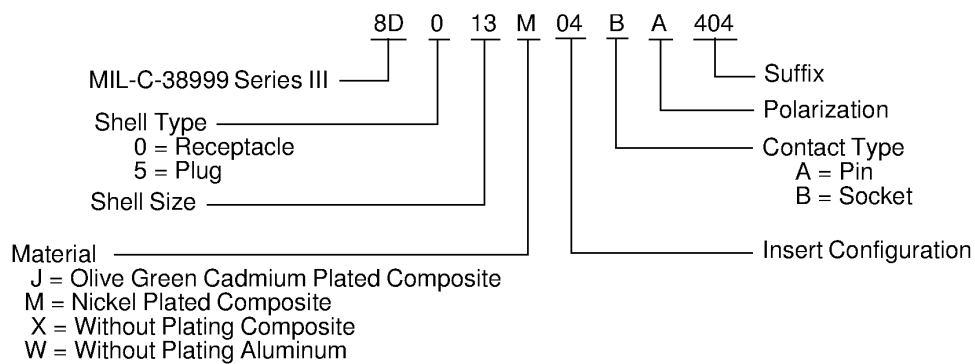 8D 0 13 M 04 B A 404
MIL-C-38999 Series III
Suffix
Shell Type
0 = Receptacle
5 = Plug
Polarization
Contact Type
A = Pin
B = Socket
Shell Size
Material
J = Olive Green Cadmium Plated Composite
M = Nickel Plated Composite
X = Without Plating Composite
W = Without Plating Aluminum
Insert Configuration